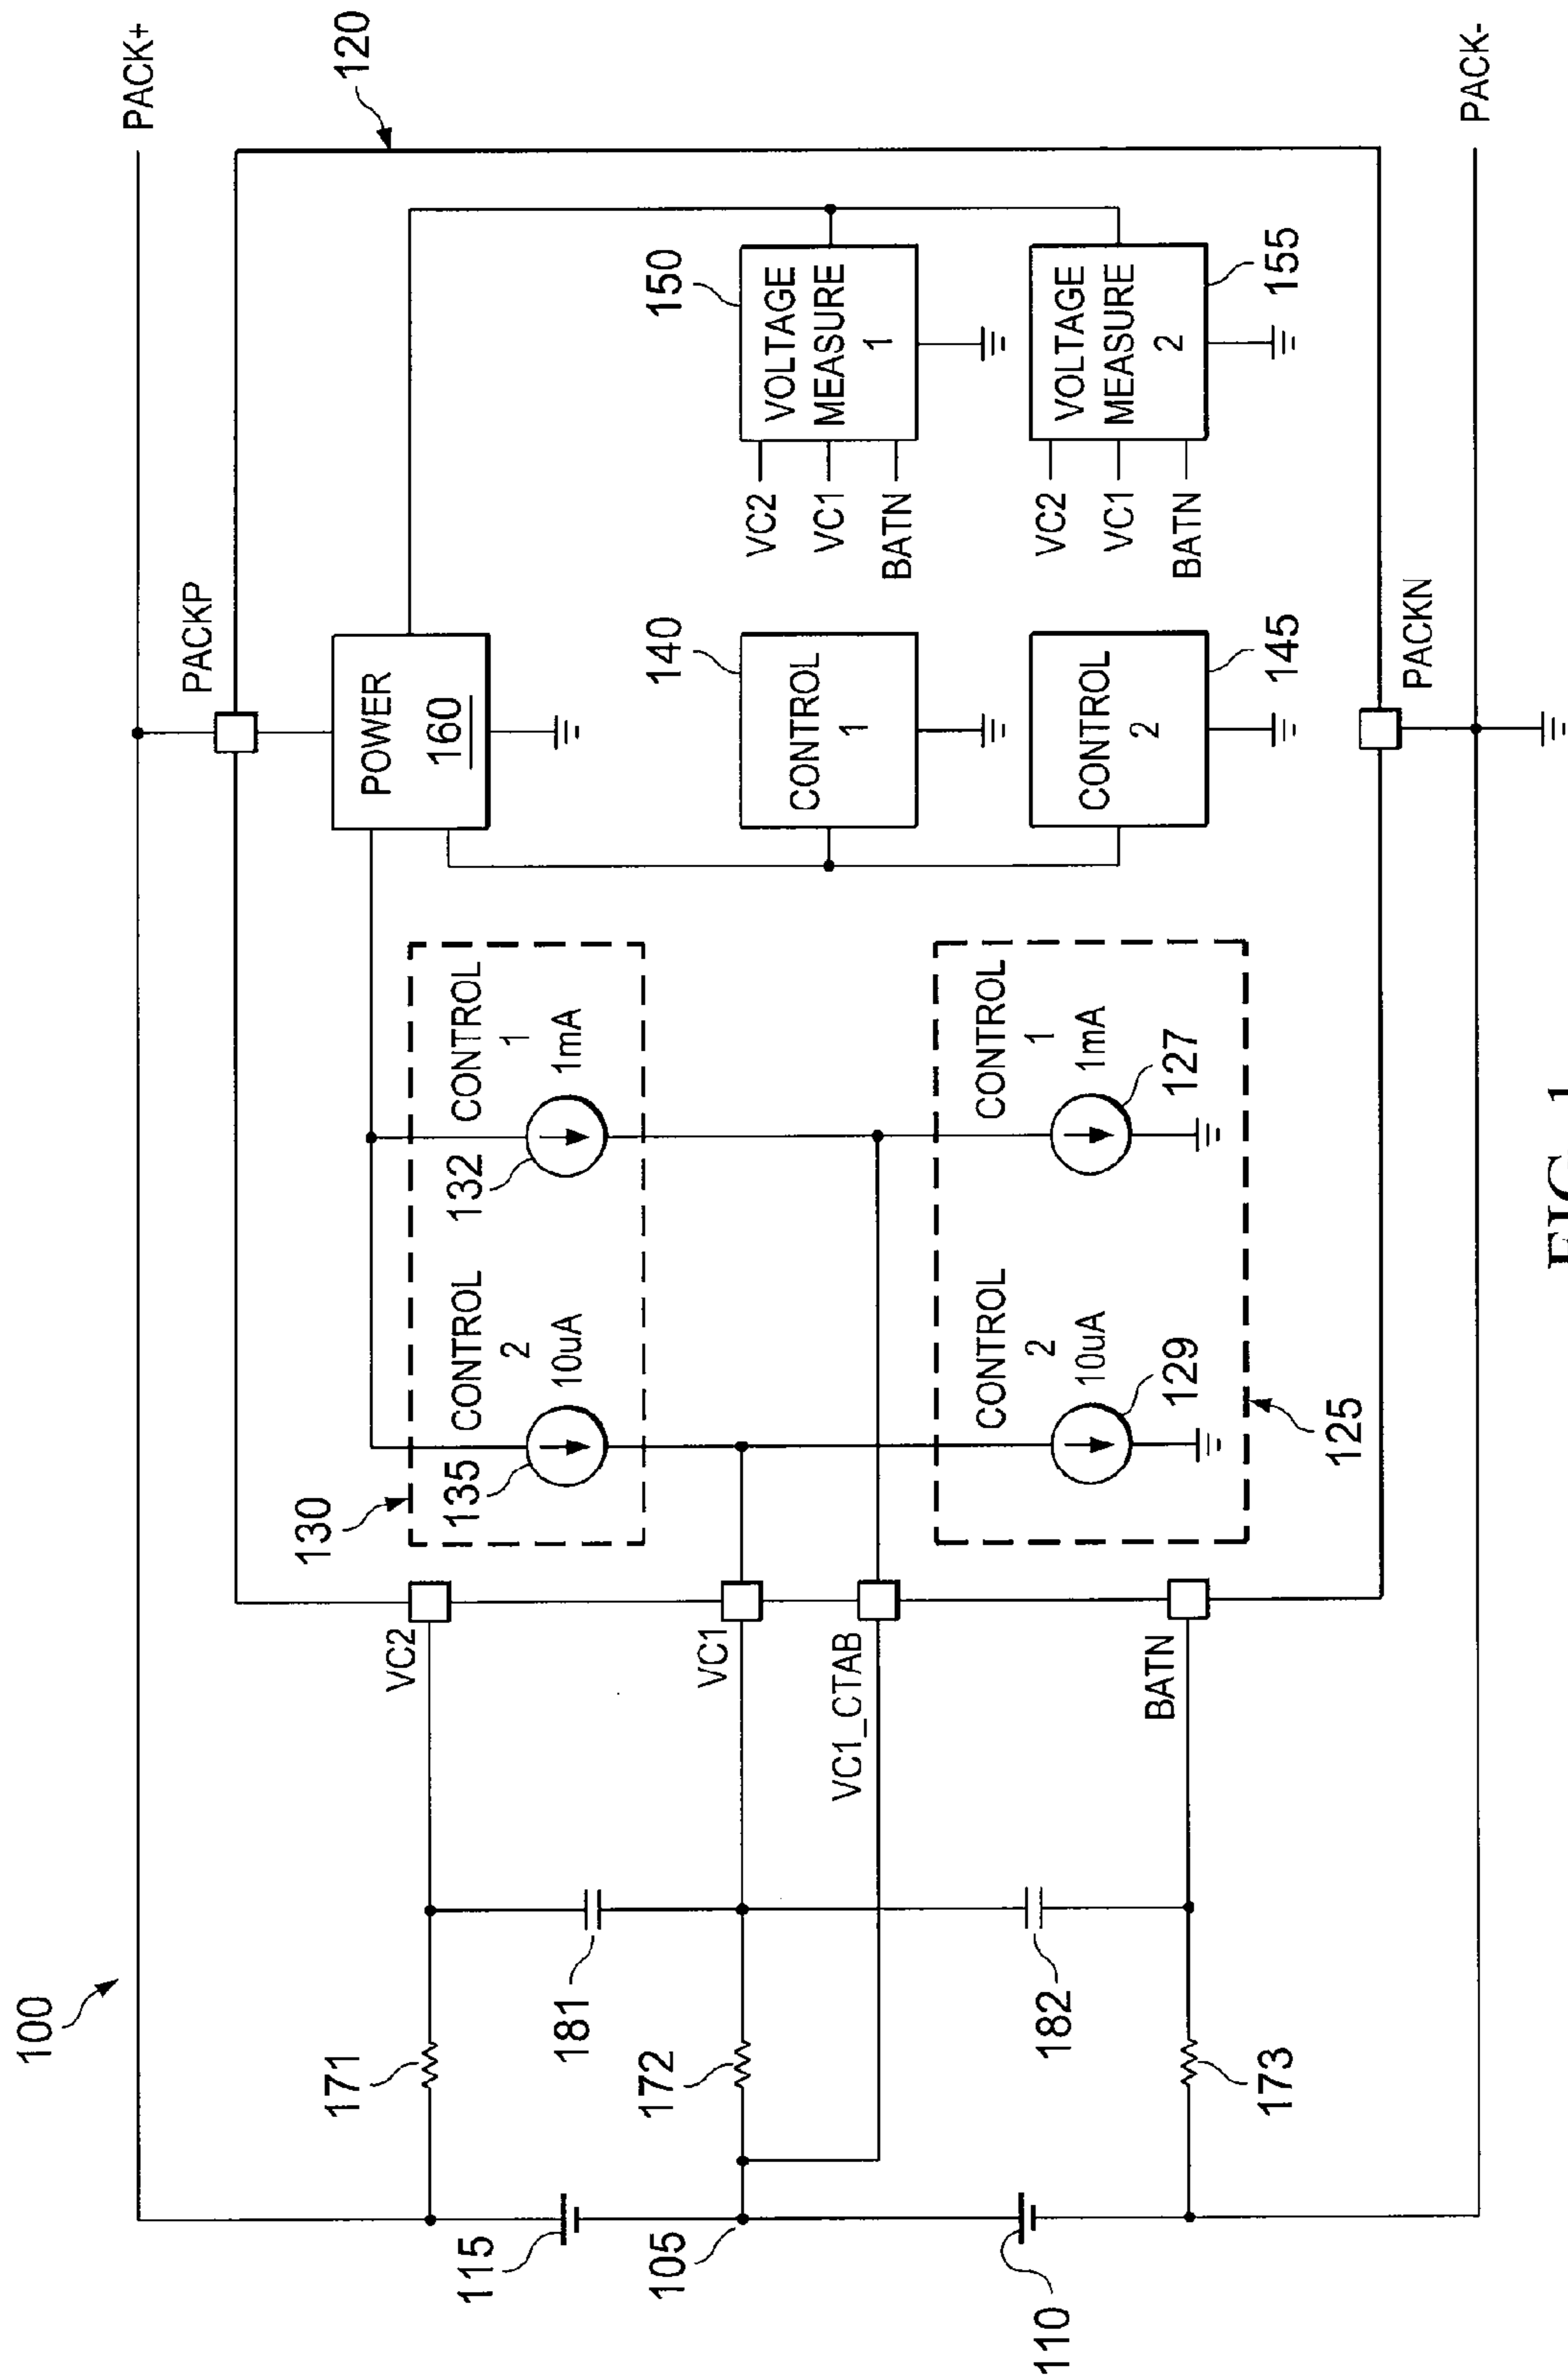 100
PACK+
120
PACKP
POWER
160
130
CONTROL
2
10uA
135
CONTROL
1
1mA
132
VC2
VC1
VC1_CTAB
BATN
171
181
172
182
173
115
105
110
CONTROL
2
10uA
129
CONTROL
1
1mA
127
125
140
CONTROL
1
CONTROL
2
145
150
VOLTAGE
MEASURE
1
VC2
VC1
BATN
VOLTAGE
MEASURE
2
155
VC2
VC1
BATN
PACKN
PACK-
FIG. 1